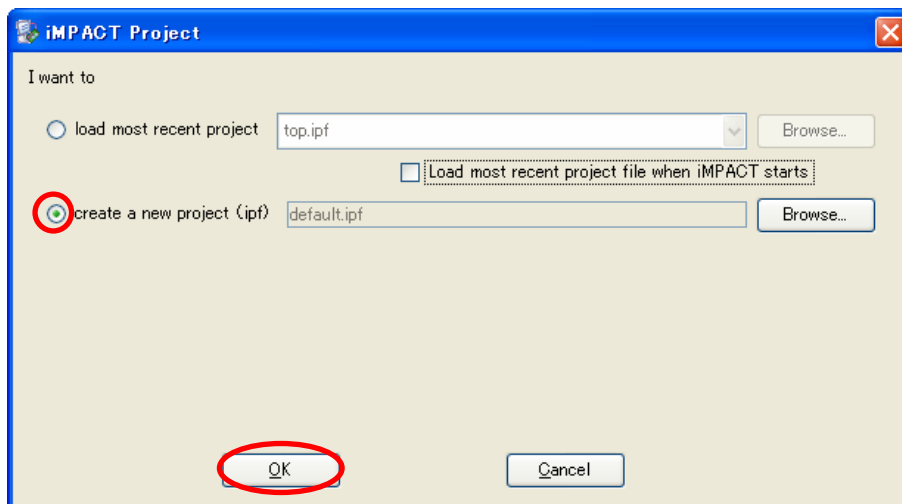 iMPACT Project
I want to
load most recent project top.ipf Browse...
Load most recent project file when iMPACT starts
create a new project (ipf) default.ipf Browse...
OK Cancel